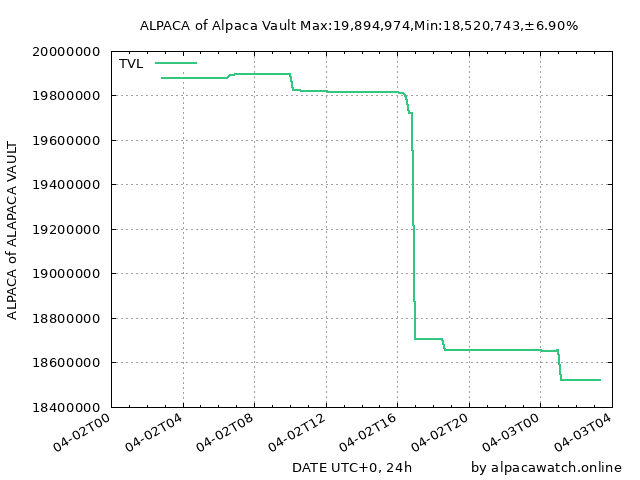 ALPACA of Alpaca Vault Max:19,894,974,Min:18,520,743,±6.90%
TVL
ALPACA of ALAPACA VAULT
20000000
19800000
19600000
19400000
19200000
19000000
18800000
18600000
18400000
04-02T00
04-02T04
04-02T08
04-02T12
04-02T16
04-02T20
04-03T00
04-03T04
DATE UTC+0, 24h
by alpacawatch.online